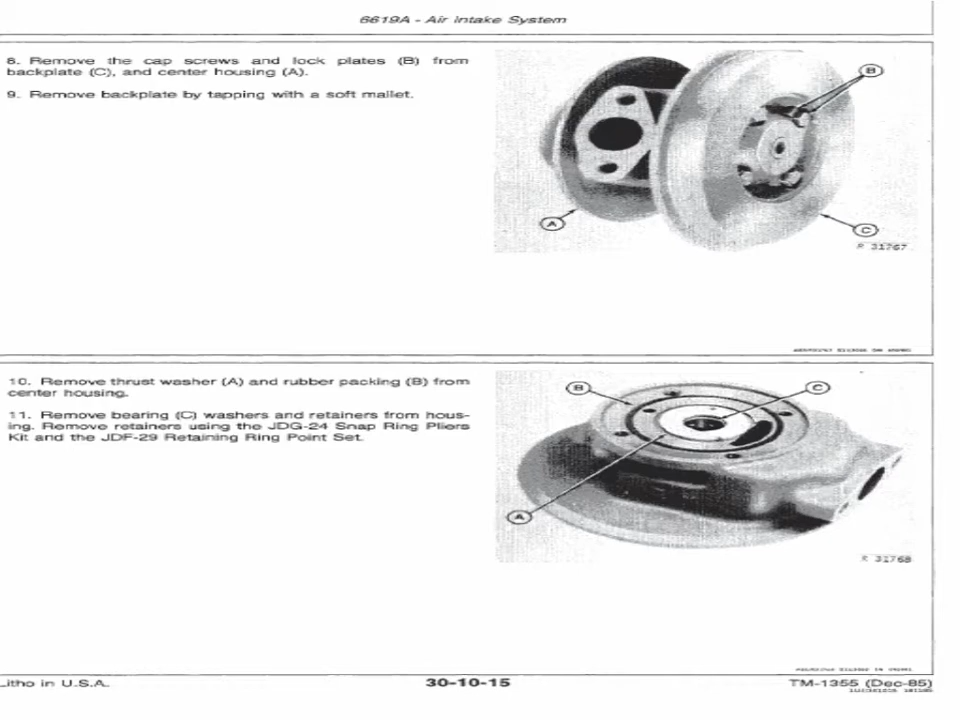 6619A - Air Intake System
8. Remove the cap screws and lock plates (B) from
backplate (C), and center housing (A).
9. Remove backplate by tapping with a soft mallet.
B
A
C
R 31767
10. Remove thrust washer (A) and rubber packing (B) from
center housing.
11. Remove bearing (C) washers and retainers from hous-
ing. Remove retainers using the JDG-24 Snap Ring Pliers
Kit and the JDF-29 Retaining Ring Point Set.
B
C
A
R 31768
Litho in U.S.A.
30-10-15
TM-1355 (Dec-85)